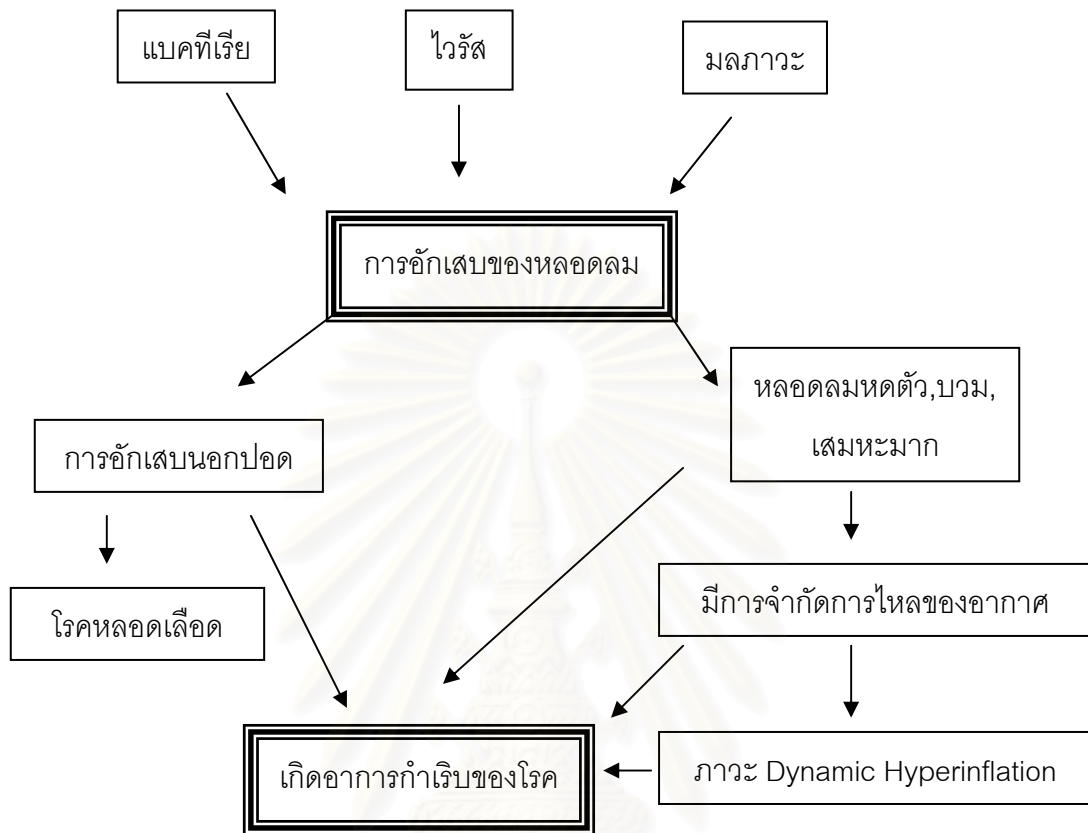 แบคทีเรีย
ไวรัส
มลภาวะ
การอักเสบของหลอดลม
หลอดลมหดตัว,บวม,
เสมหะมาก
การอักเสบนอกปอด
โรคหลอดเลือด
มีการจำกัดการไหลของอากาศ
เกิดอาการกำเริบของโรค
ภาวะ Dynamic Hyperinflation